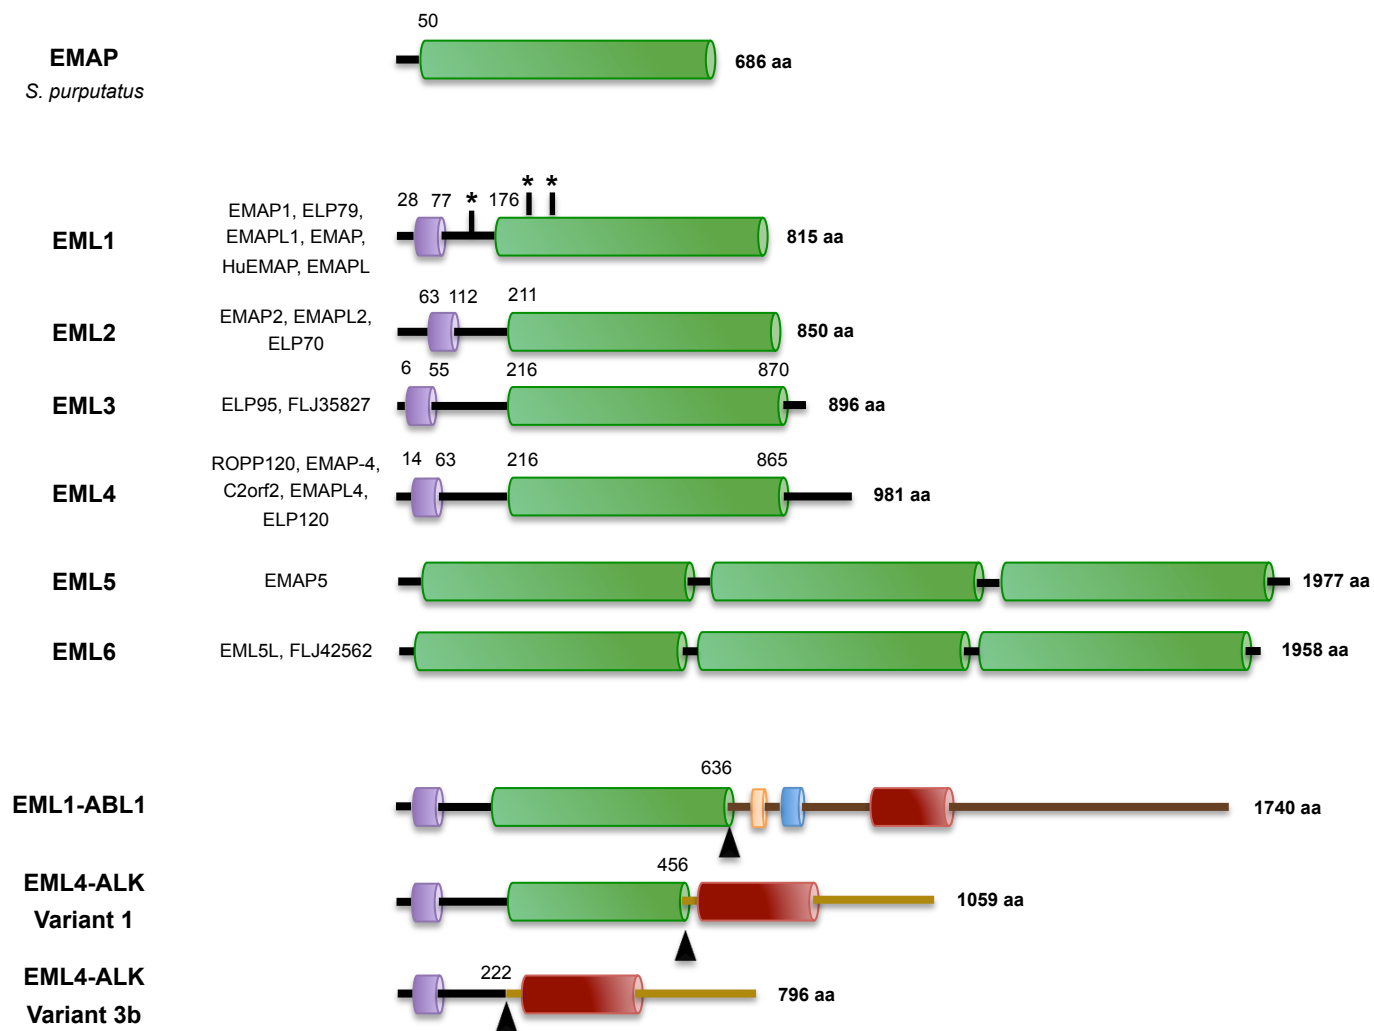 50
EMAP
686 aa
S. purputatus
28 77 * 176 * *
EMAP1, ELP79,
EML1
EMAPL1, EMAP,
815 aa
HuEMAP, EMAPL
63 112 211
EMAP2, EMAPL2,
EML2
850 aa
ELP70
6 55 216 870
EML3
ELP95, FLJ35827
896 aa
14 63 216 865
ROPP120, EMAP-4,
EML4
C2orf2, EMAPL4,
981 aa
ELP120
EML5
EMAP5
1977 aa
EML6
EML5L, FLJ42562
1958 aa
636
EML1-ABL1
1740 aa
456
EML4-ALK
Variant 1
1059 aa
222
EML4-ALK
Variant 3b
796 aa